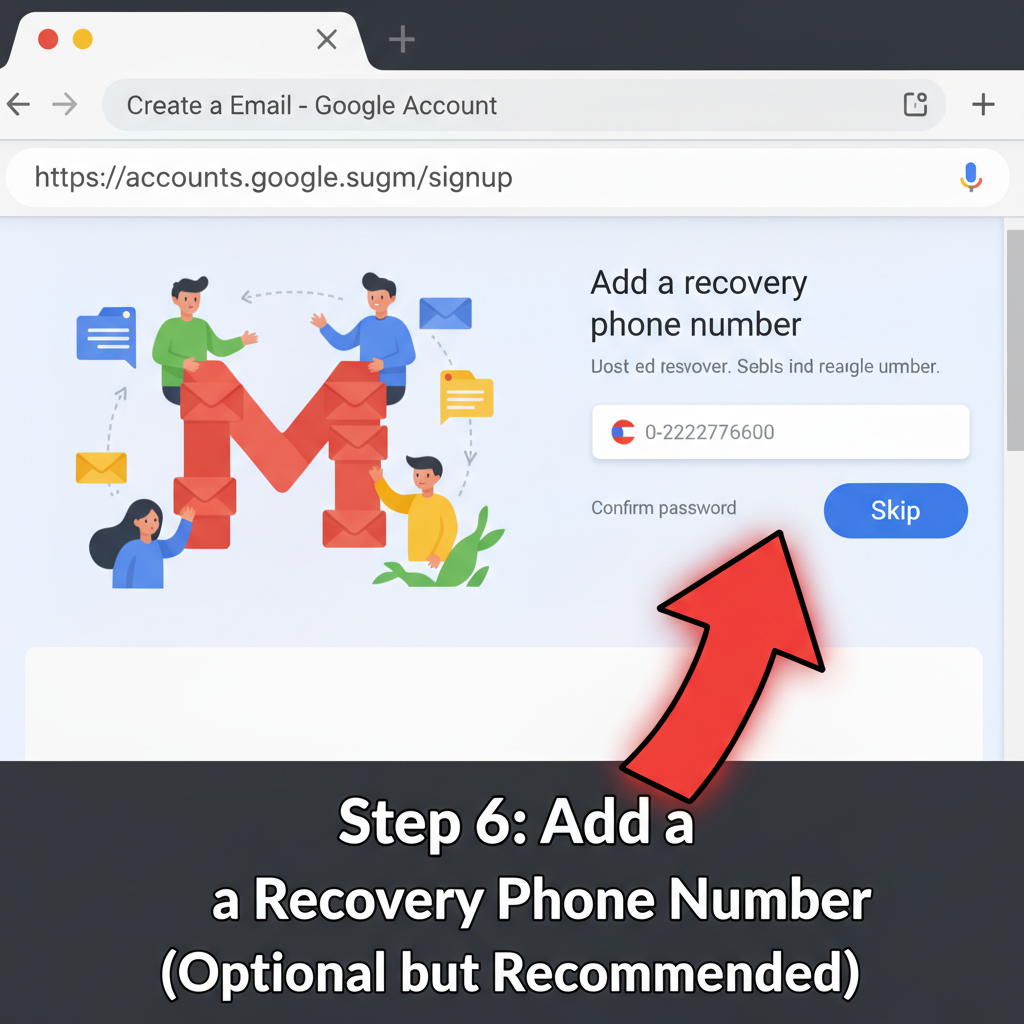 Create a Email - Google Account
https://accounts.google.sugm/signup
Add a recovery
phone number
Uost ed resvover. Sebls ind reaıgle umber.
0-2222776600
Confirm password
Skip
Step 6: Add a
a Recovery Phone Number
(Optional but Recommended)